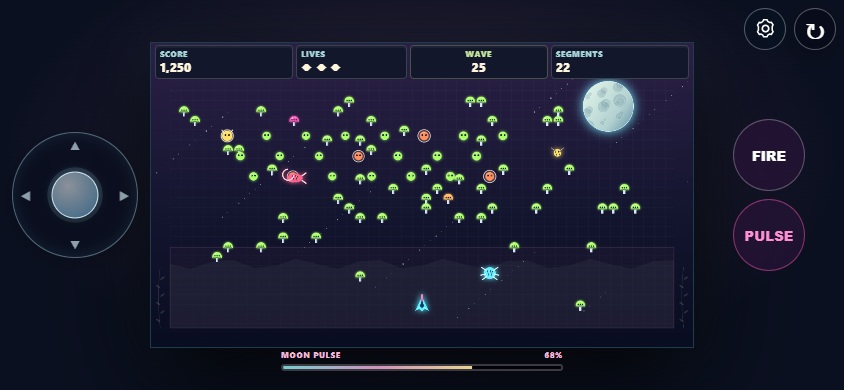 SCORE
1,250
LIVES
WAVE
25
SEGMENTS
22
FIRE
PULSE
MOON PULSE 68%